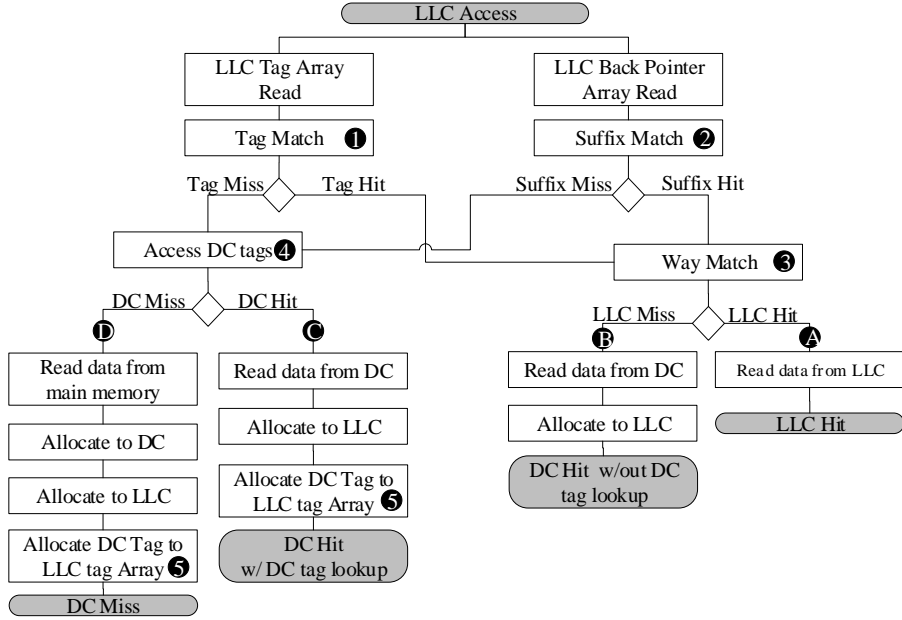 LLC Access
LLC Tag Array
Read
LLC Back Pointer
Array Read
Tag Match 1
Suffix Match 2
Tag Miss
Tag Hit
Suffix Miss
Suffix Hit
Access DC tags 4
Way Match 3
DC Miss
DC Hit
LLC Miss
LLC Hit
D
C
B
A
Read data from
main memory
Read data from DC
Read data from DC
Read data from LLC
Allocate to DC
Allocate to LLC
Allocate to LLC
LLC Hit
Allocate to LLC
Allocate DC Tag to
LLC tag Array 5
DC Hit w/out DC
tag lookup
Allocate DC Tag to
LLC tag Array 5
DC Hit
w/ DC tag lookup
DC Miss